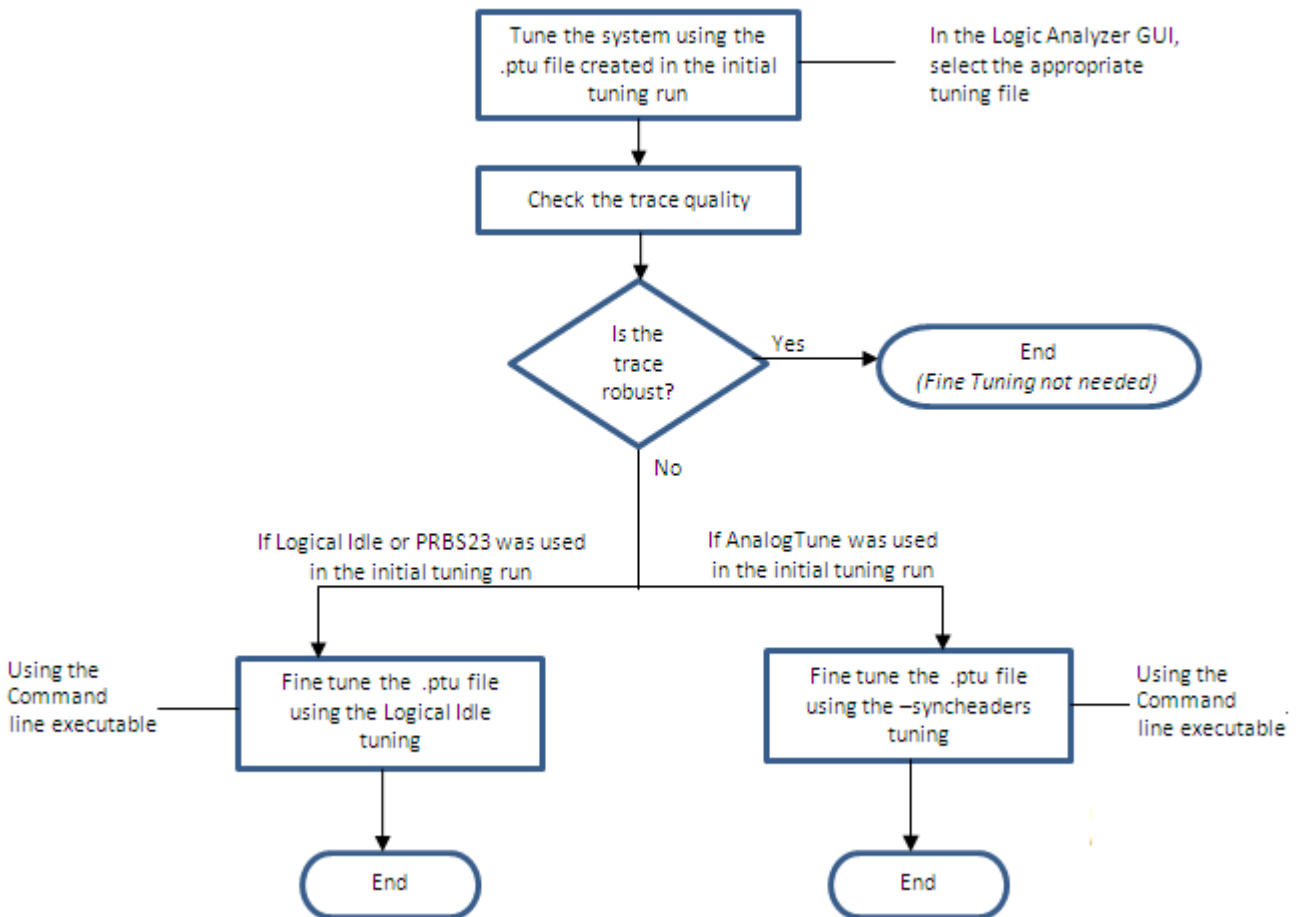 Tune the system using the
.ptu file created in the initial
tuning run
In the Logic Analyzer GUI,
select the appropriate
tuning file
Check the trace quality
Is the
trace
robust?
Yes
End
(Fine Tuning not needed)
No
If Logical Idle or PRBS23 was used
in the initial tuning run
If AnalogTune was used
in the initial tuning run
Using the
Command
line executable
Fine tune the .ptu file
using the Logical Idle
tuning
Fine tune the .ptu file
using the –syncheaders
tuning
Using the
Command
line executable
End
End